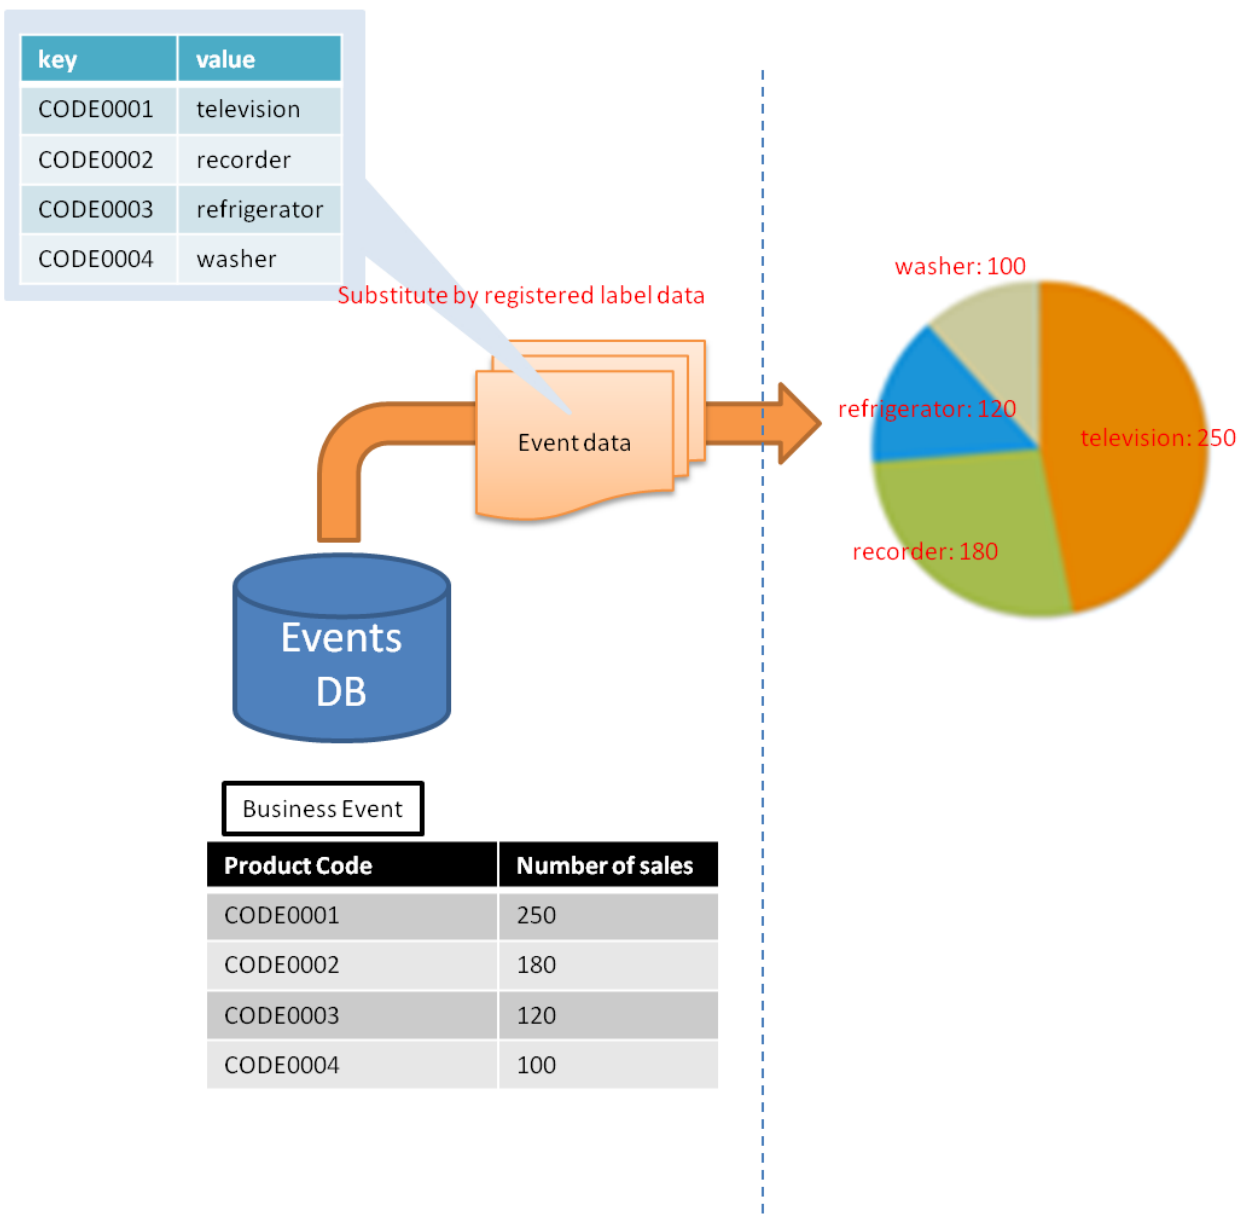 key value
CODE0001 television
CODE0002 recorder
CODE0003 refrigerator
CODE0004 washer
Substitute by registered label data
Event data
Events
DB
washer: 100
refrigerator: 120
television: 250
recorder: 180
Business Event
Product Code Number of sales
CODE0001 250
CODE0002 180
CODE0003 120
CODE0004 100